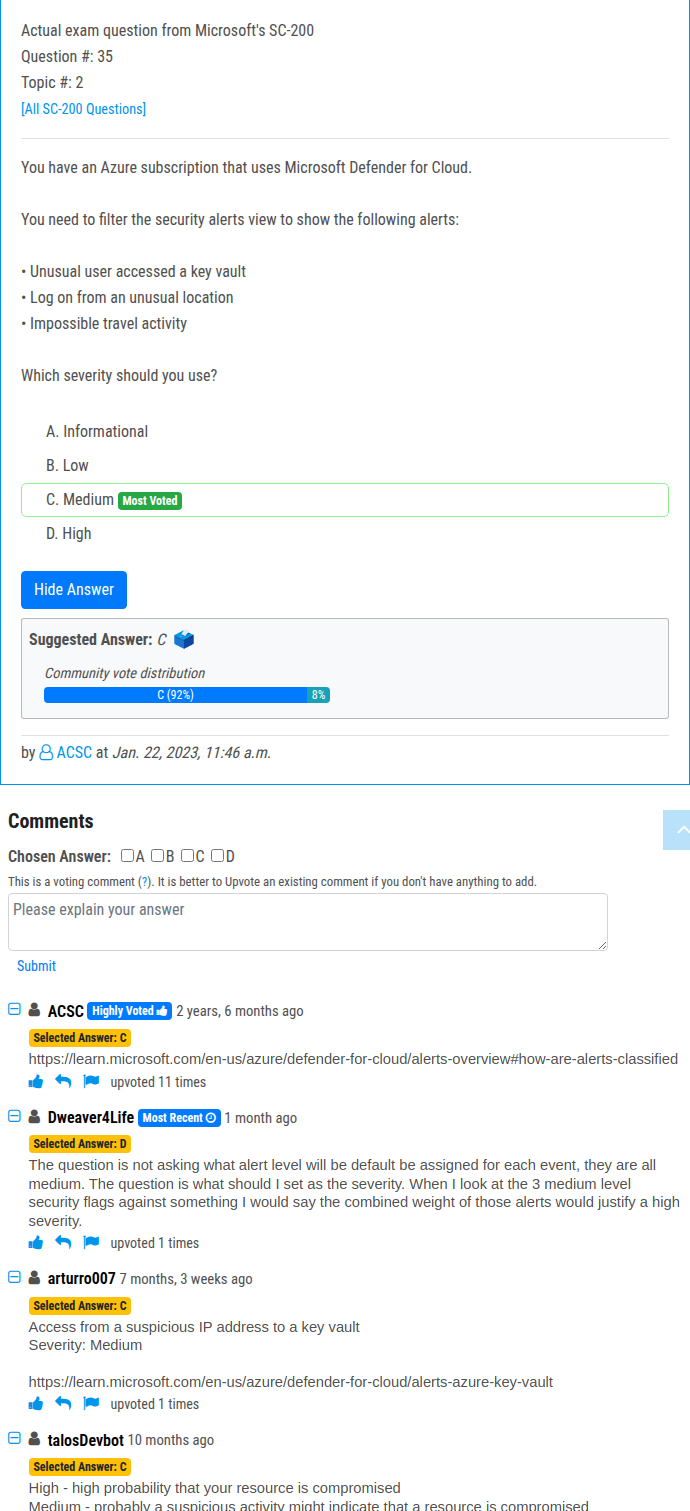 Actual exam question from Microsoft's SC-200
Question #: 35
Topic #: 2
[All SC-200 Questions]
You have an Azure subscription that uses Microsoft Defender for Cloud.
You need to filter the security alerts view to show the following alerts:
• Unusual user accessed a key vault
• Log on from an unusual location
• Impossible travel activity
Which severity should you use?
A. Informational
B. Low
C. Medium Most Voted
D. High
Hide Answer
Suggested Answer: C
Community vote distribution
C (92%) 8%
by ACSC at Jan. 22, 2023, 11:46 a.m.
Comments
Chosen Answer: A B C D
This is a voting comment (?). It is better to Upvote an existing comment if you don't have anything to add.
Please explain your answer
Submit
ACSC Highly Voted 2 years, 6 months ago
Selected Answer: C
https://learn.microsoft.com/en-us/azure/defender-for-cloud/alerts-overview#how-are-alerts-classified
upvoted 11 times
Dweaver4Life Most Recent 1 month ago
Selected Answer: D
The question is not asking what alert level will be default be assigned for each event, they are all
medium. The question is what should I set as the severity. When I look at the 3 medium level
security flags against something I would say the combined weight of those alerts would justify a high
severity.
upvoted 1 times
arturro007 7 months, 3 weeks ago
Selected Answer: C
Access from a suspicious IP address to a key vault
Severity: Medium
https://learn.microsoft.com/en-us/azure/defender-for-cloud/alerts-azure-key-vault
upvoted 1 times
talosDevbot 10 months ago
Selected Answer: C
High - high probability that your resource is compromised
Medium - probably a suspicious activity might indicate that a resource is compromised